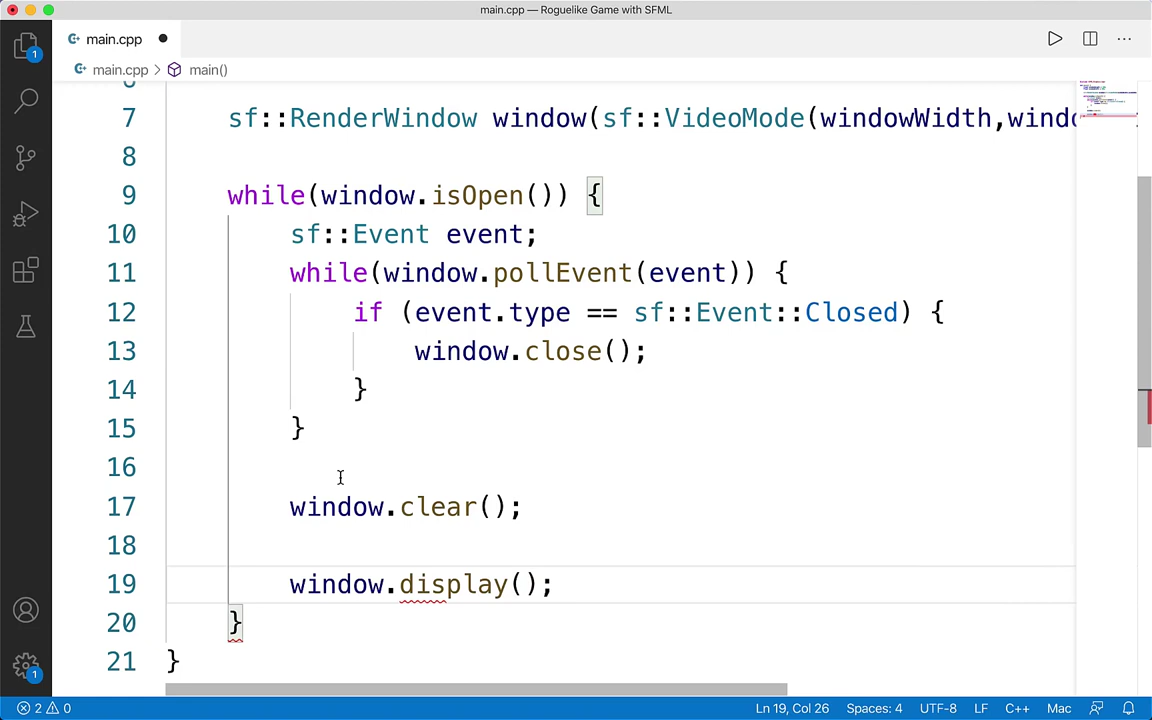 main.cpp — Roguelike Game with SFML
main.cpp
main.cpp > main()
7 sf::RenderWindow window(sf::VideoMode(windowWidth,windo
8
9 while(window.isOpen()) {
10 sf::Event event;
11 while(window.pollEvent(event)) {
12 if (event.type == sf::Event::Closed) {
13 window.close();
14 }
15 }
16
17 window.clear();
18
19 window.display();
20 }
21 }
1
1
2 0
Ln 19, Col 26 Spaces: 4 UTF-8 LF C++ Mac